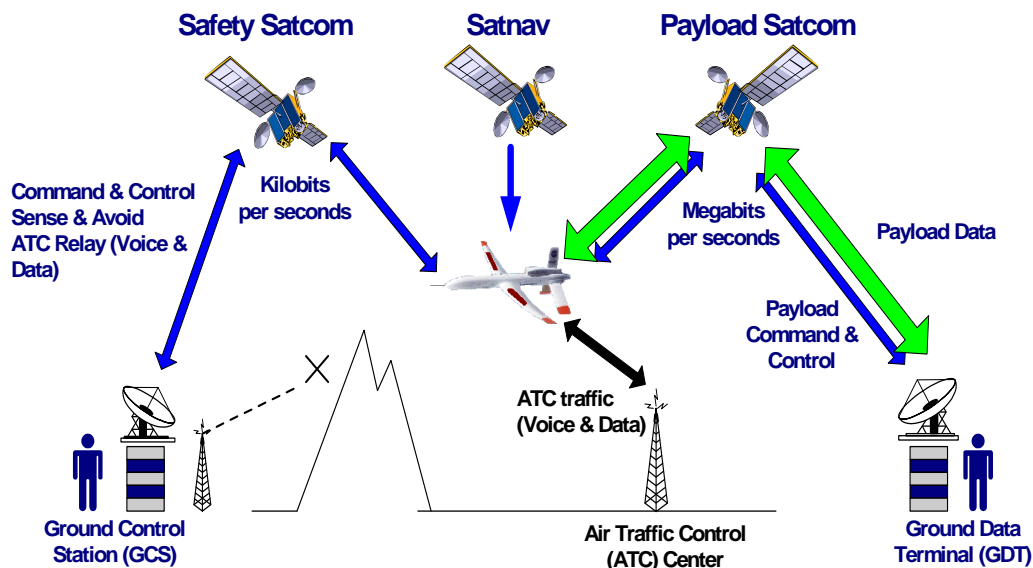 Safety Satcom
Satnav
Payload Satcom
Command & Control
Sense & Avoid
ATC Relay (Voice &
Data)
Kilobits
per seconds
Megabits
per seconds
Payload Data
Payload
Command &
Control
ATC traffic
(Voice & Data)
Ground Control
Station (GCS)
Air Traffic Control
(ATC) Center
Ground Data
Terminal (GDT)